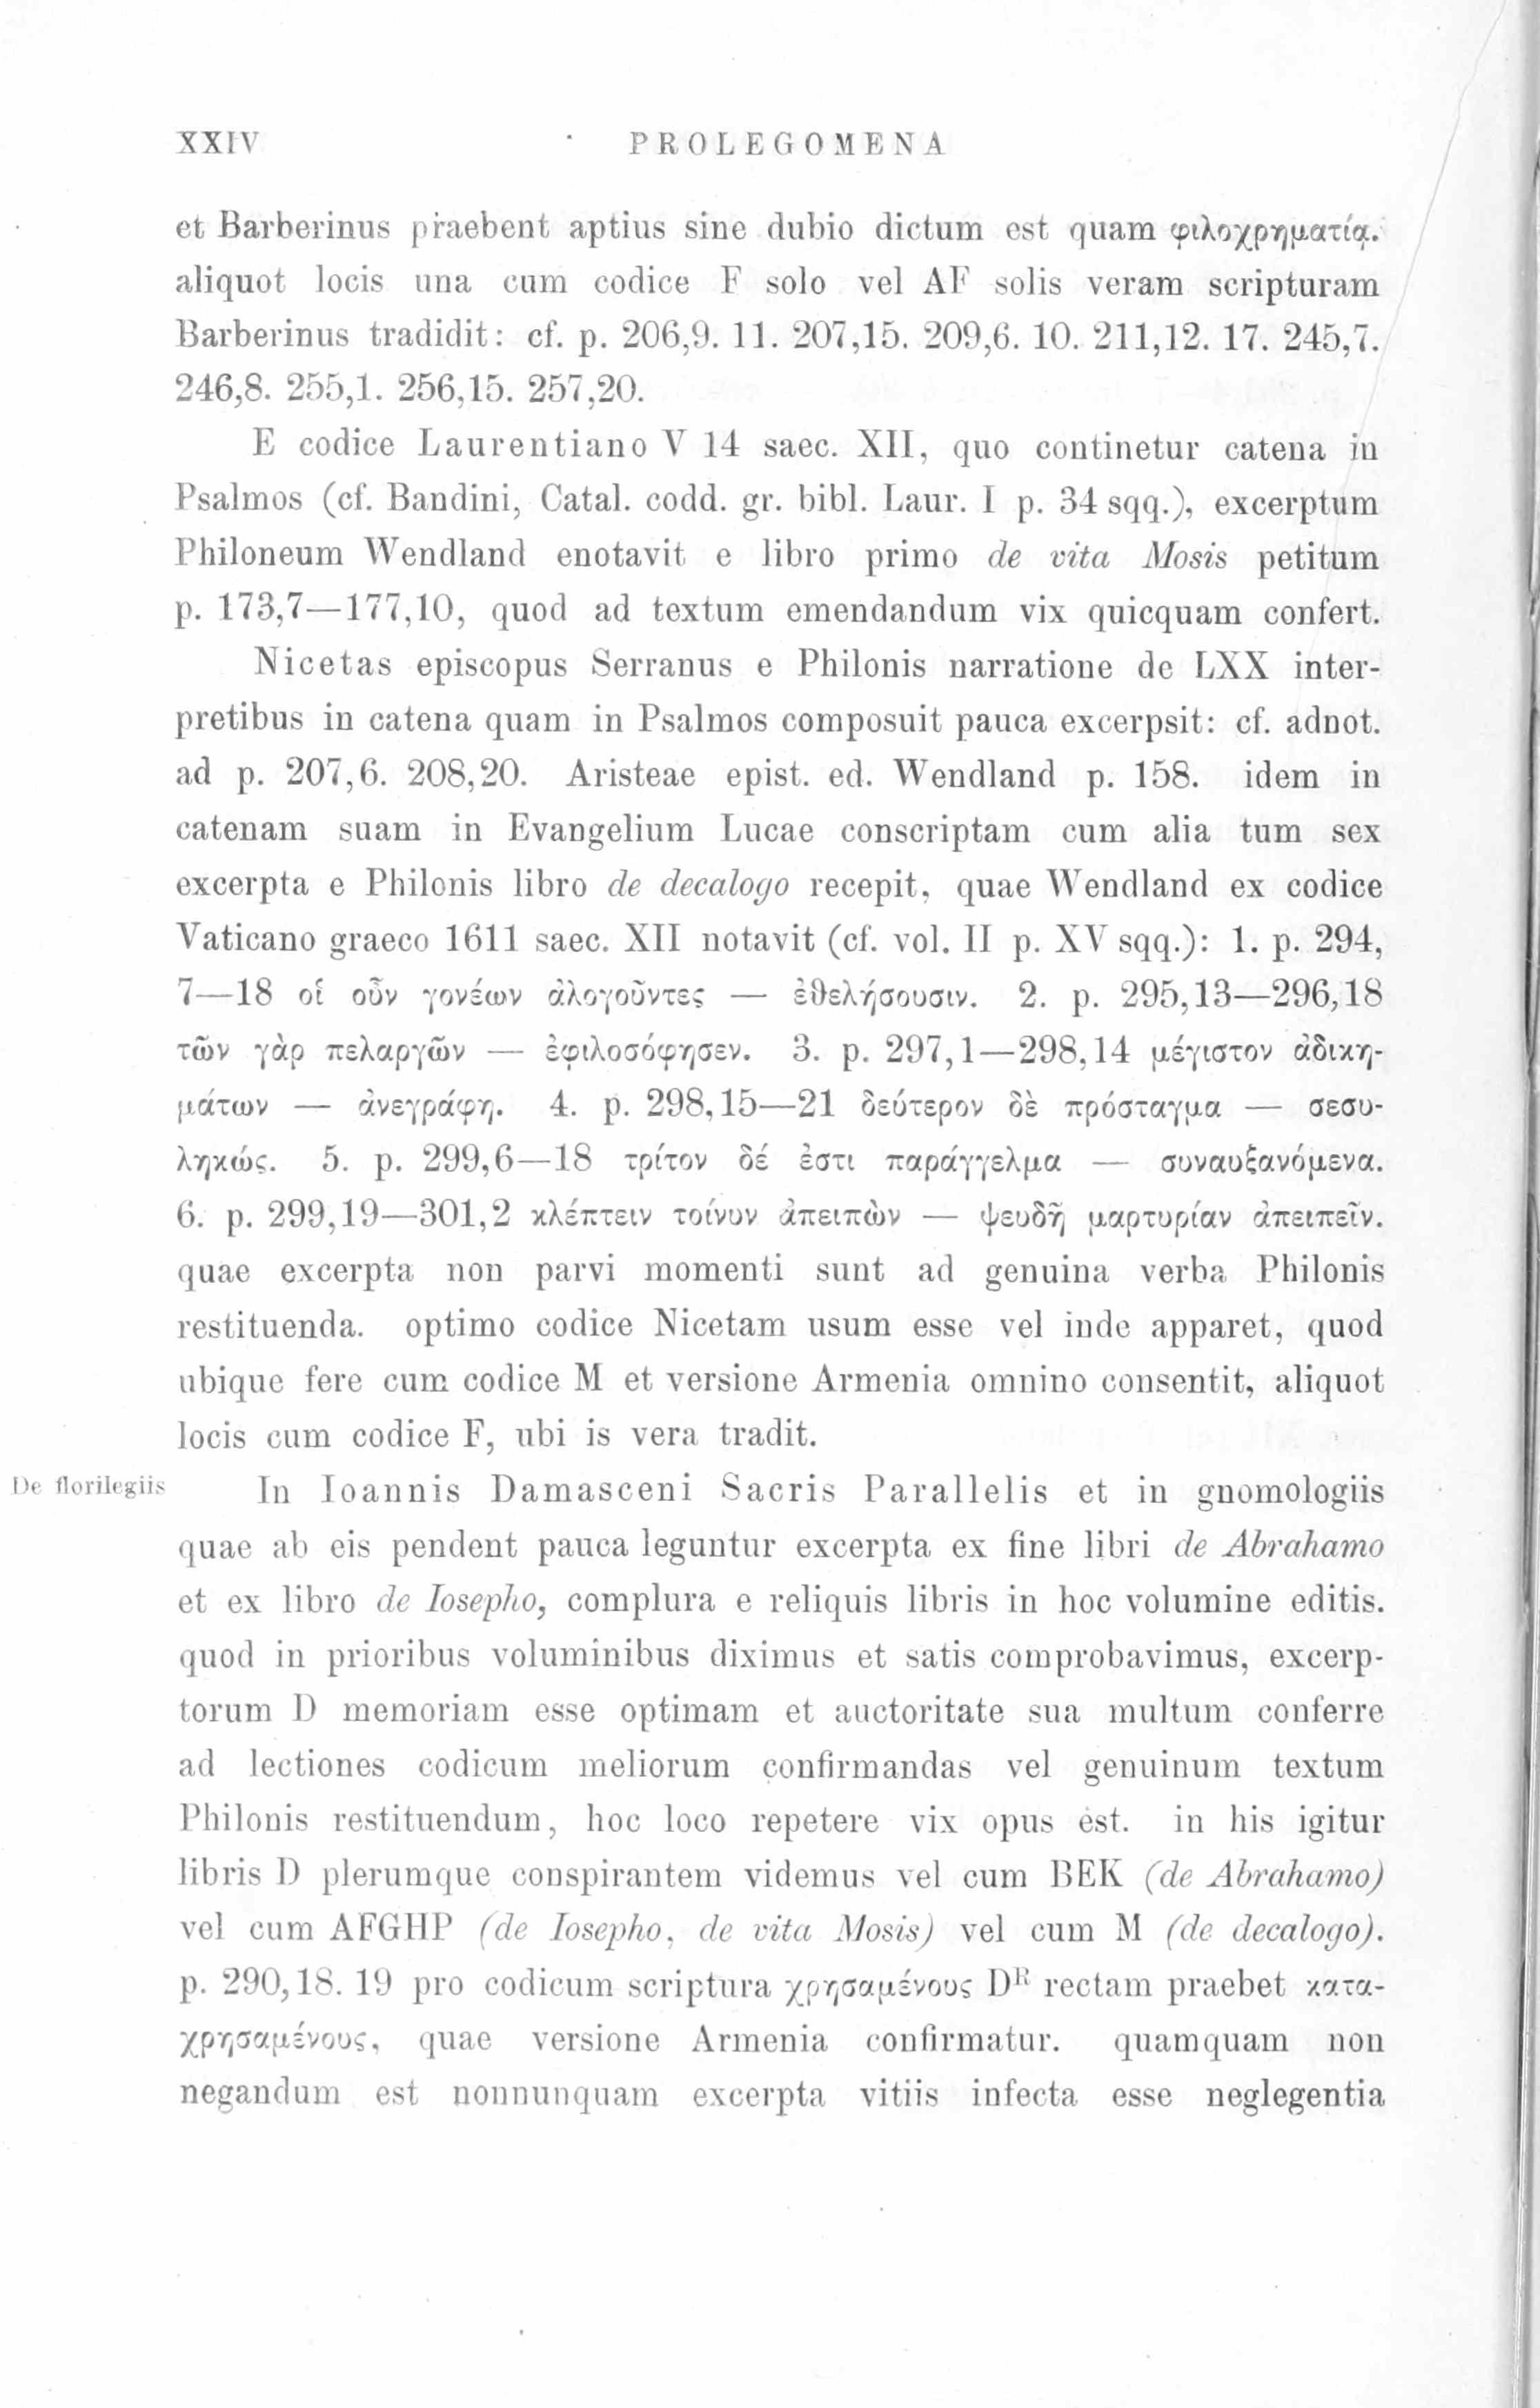 XXIV PROLEGOMENA
et Barberinus praebent aptius sine dubio dictum est quam φιλοχρηματίᾳ.
aliquot locis una cum codice F solo vel AF solis veram scripturam
Barberinus tradidit: cf. p. 206,9. 11. 207,15. 209,6. 10. 211,12. 17. 245,7.
246,8. 255,1. 256,15. 257,20.
E codice Laurentiano V 14 saec. XII, quo continetur catena in
Psalmos (cf. Bandini, Catal. codd. gr. bibl. Laur. I p. 34 sqq.), excerptum
Philoneum Wendland enotavit e libro primo de vita Mosis petitum
p. 173,7—177,10, quod ad textum emendandum vix quicquam confert.
Nicetas episcopus Serranus e Philonis narratione de LXX inter-
pretibus in catena quam in Psalmos composuit pauca excerpsit: cf. adnot.
ad p. 207,6. 208,20. Aristeae epist. ed. Wendland p. 158. idem in
catenam suam in Evangelium Lucae conscriptam cum alia tum sex
excerpta e Philonis libro de decalogo recepit, quae Wendland ex codice
Vaticano graeco 1611 saec. XII notavit (cf. vol. II p. XV sqq.): 1. p. 294,
7—18 οἱ οὖν γονέων ἀλογοῦντες — ἐθελήσουσιν. 2. p. 295,13—296,18
τῶν γὰρ πελαργῶν — ἐφιλοσόφησεν. 3. p. 297,1—298,14 μέγιστον ἀδικη-
μάτων — ἀνεγράφη. 4. p. 298,15—21 δεύτερον δὲ πρόσταγμα — σεσυ-
ληκώς. 5. p. 299,6—18 τρίτον δέ ἐστι παράγγελμα — συναυξανόμενα.
6. p. 299,19—301,2 κλέπτειν τοίνυν ἀπειπὼν — ψευδῆ μαρτυρίαν ἀπειπεῖν.
quae excerpta non parvi momenti sunt ad genuina verba Philonis
restituenda. optimo codice Nicetam usum esse vel inde apparet, quod
ubique fere cum codice M et versione Armenia omnino consentit, aliquot
locis cum codice F, ubi is vera tradit.
De florilegiis In Ioannis Damasceni Sacris Parallelis et in gnomologiis
quae ab eis pendent pauca leguntur excerpta ex fine libri de Abrahamo
et ex libro de Iosepho, complura e reliquis libris in hoc volumine editis.
quod in prioribus voluminibus diximus et satis comprobavimus, excerp-
torum D memoriam esse optimam et auctoritate sua multum conferre
ad lectiones codicum meliorum confirmandas vel genuinum textum
Philonis restituendum, hoc loco repetere vix opus est. in his igitur
libris D plerumque conspirantem videmus vel cum BEK (de Abrahamo)
vel cum AFGHP (de Iosepho, de vita Mosis) vel cum M (de decalogo).
p. 290,18. 19 pro codicum scriptura χρησαμένους Dᴿ rectam praebet κατα-
χρησαμένους, quae versione Armenia confirmatur. quamquam non
negandum est nonnunquam excerpta vitiis infecta esse neglegentia